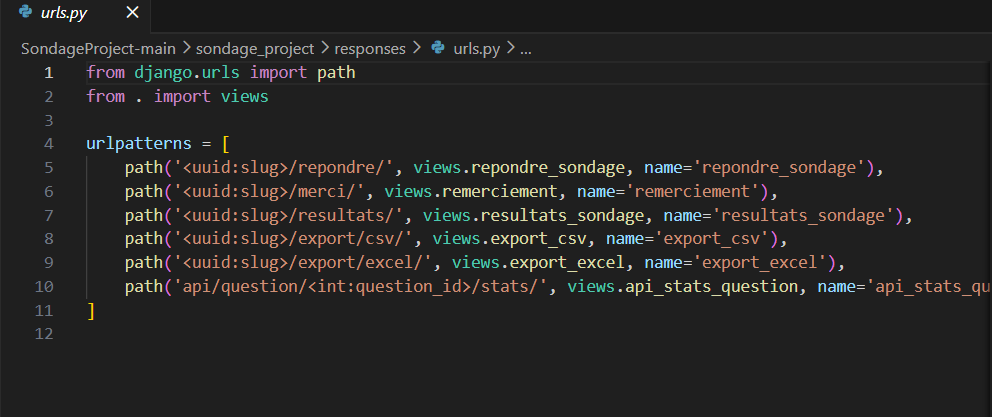 urls.py
SondageProject-main > sondage_project > responses > urls.py > ...
1 from django.urls import path
2 from . import views
3
4 urlpatterns = [
5     path('<uuid:slug>/repondre/', views.repondre_sondage, name='repondre_sondage'),
6     path('<uuid:slug>/merci/', views.remerciement, name='remerciement'),
7     path('<uuid:slug>/resultats/', views.resultats_sondage, name='resultats_sondage'),
8     path('<uuid:slug>/export/csv/', views.export_csv, name='export_csv'),
9     path('<uuid:slug>/export/excel/', views.export_excel, name='export_excel'),
10     path('api/question/<int:question_id>/stats/', views.api_stats_question, name='api_stats_qu
11 ]
12